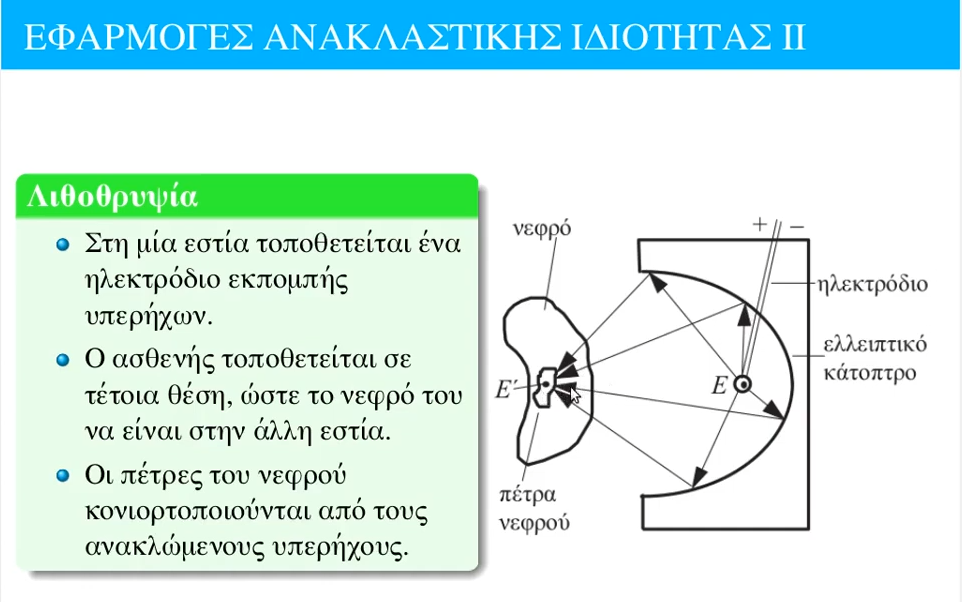 ΕΦΑΡΜΟΓΕΣ ΑΝΑΚΛΑΣΤΙΚΗΣ ΙΔΙΟΤΗΤΑΣ ΙΙ
Λιθοθρυψία
Στη μία εστία τοποθετείται ένα
ηλεκτρόδιο εκπομπής
υπερήχων.
Ο ασθενής τοποθετείται σε
τέτοια θέση, ώστε το νεφρό του
να είναι στην άλλη εστία.
Οι πέτρες του νεφρού
κονιορτοποιούνται από τους
ανακλώμενους υπερήχους.
νεφρό
+ −
ηλεκτρόδιο
ελλειπτικό
κάτοπτρο
Ε΄
Ε
πέτρα
νεφρού